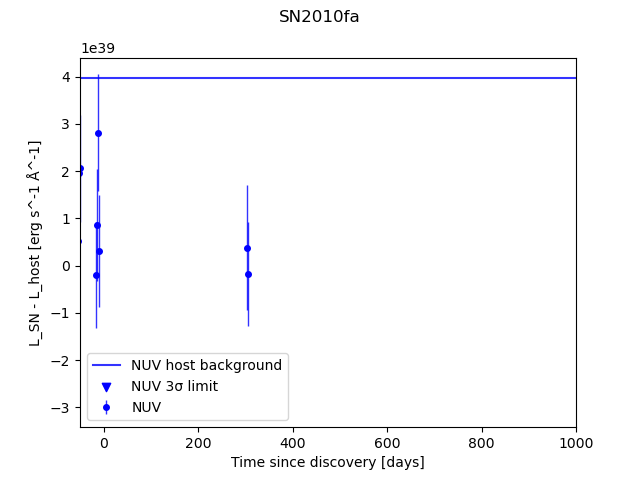 SN2010fa
1e39
4
3
2
1
0
−1
−2
−3
L_SN - L_host [erg s^-1 Å^-1]
NUV host background
NUV 3σ limit
NUV
0
200
400
600
800
1000
Time since discovery [days]